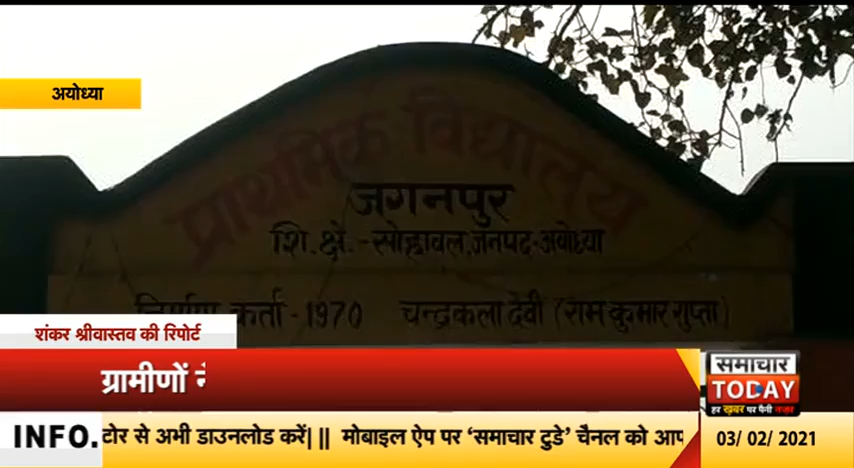 अयोध्या
प्राथमिक विद्यालय
जगनपुर
शि. क्षे. - सोहावल, जनपद-अयोध्या
निर्माण कर्ता - 1970 चन्द्रकला देवी (राम कुमार गुप्ता)
शंकर श्रीवास्तव की रिपोर्ट
ग्रामीणों ने
समाचार
TODAY
हर ख़बर पर पैनी नज़र
INFO. टोर से अभी डाउनलोड करें| || मोबाइल ऐप पर ‘समाचार टुडे’ चैनल को आप
03/ 02/ 2021